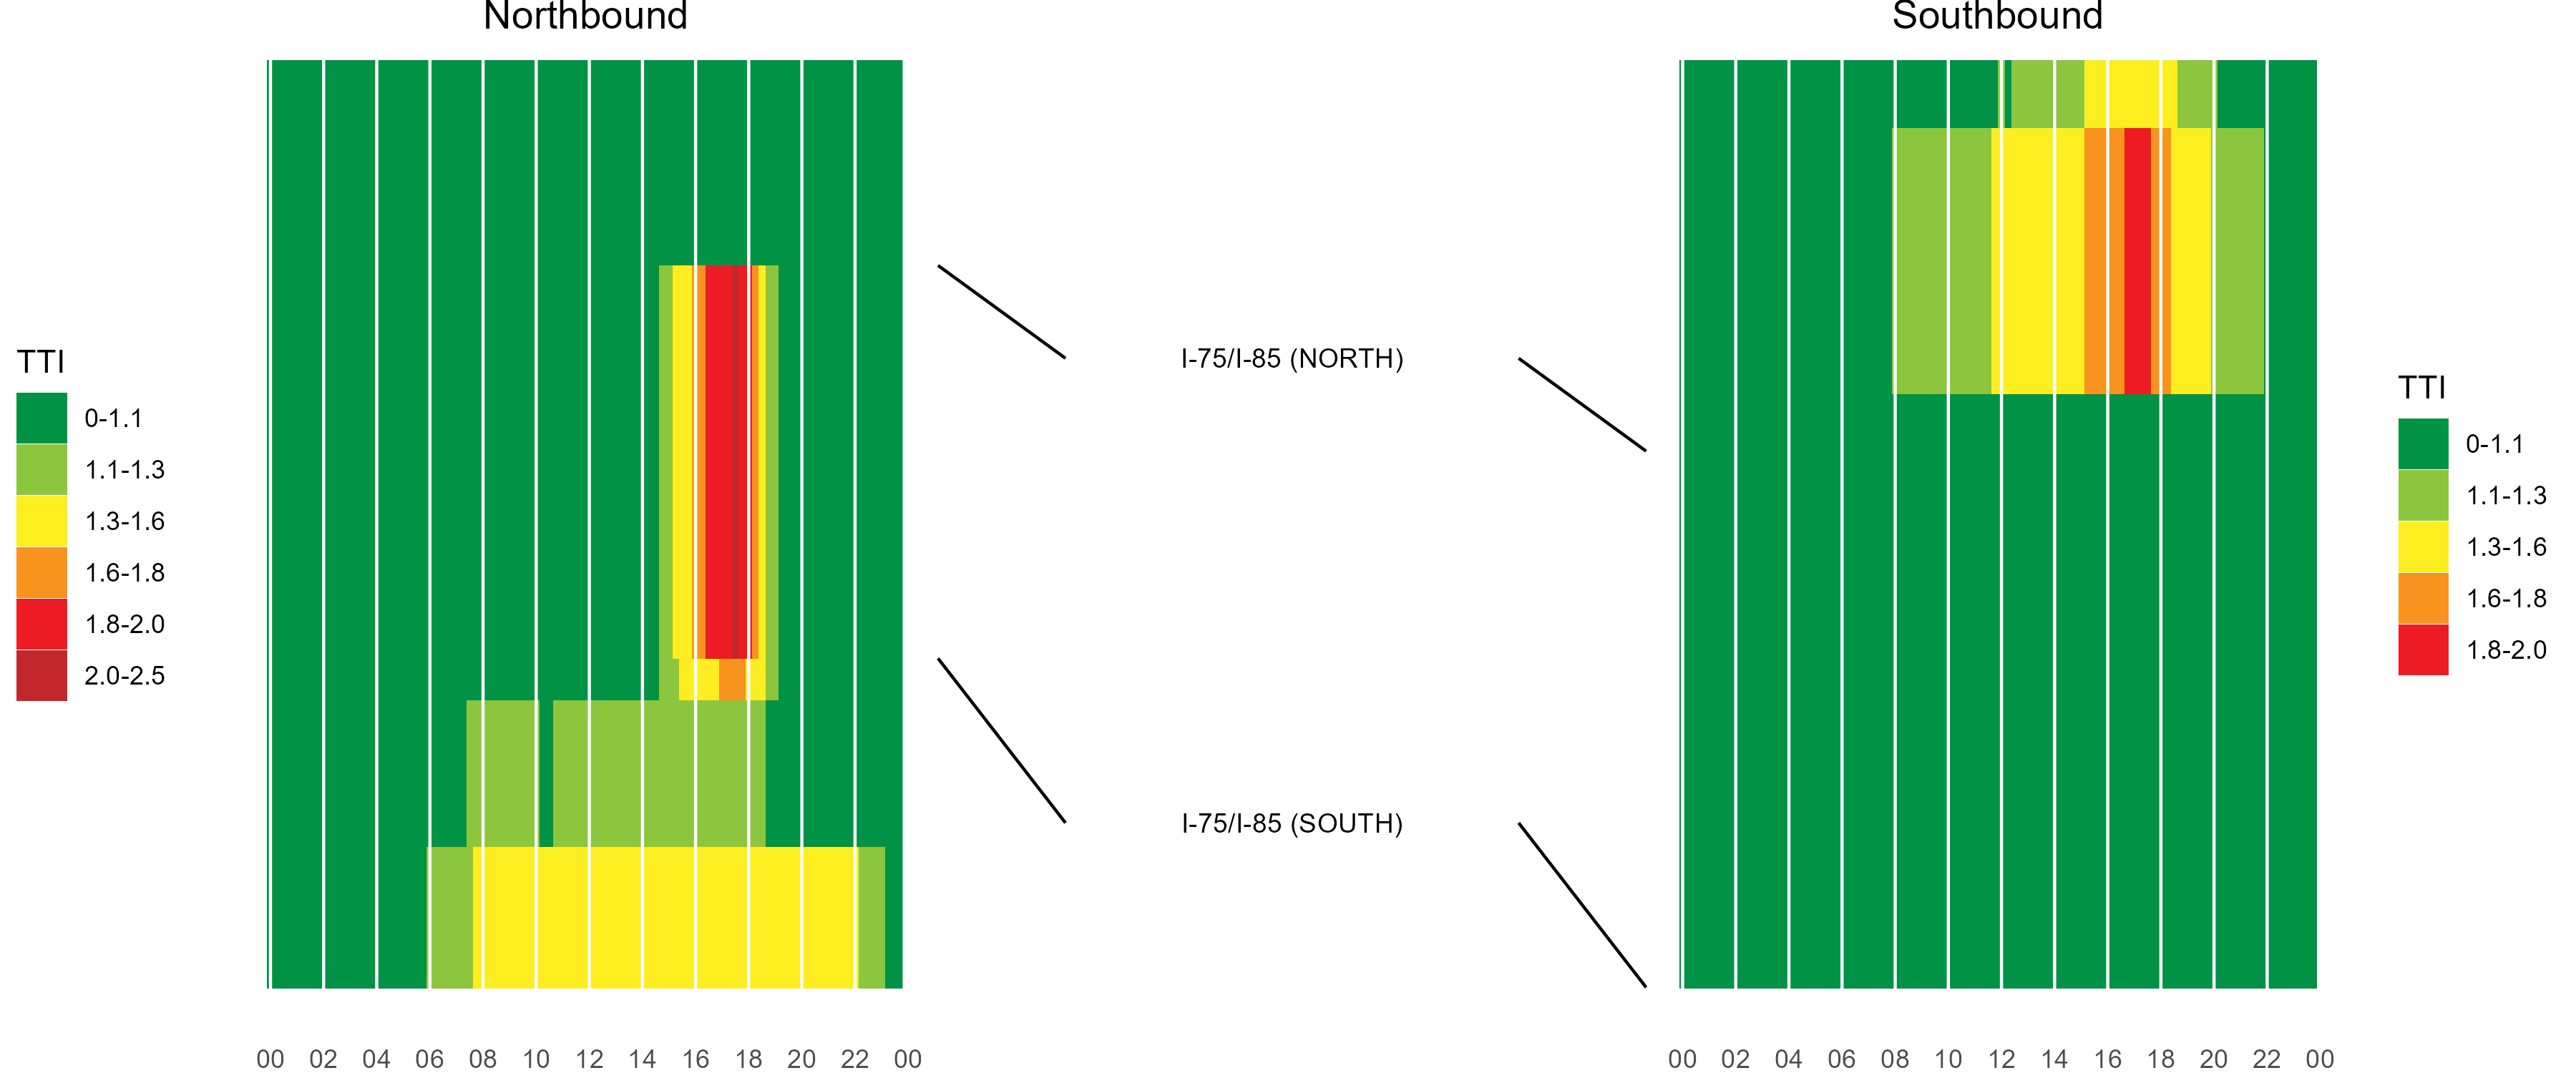 Northbound
Southbound
TTI
0-1.1
1.1-1.3
1.3-1.6
1.6-1.8
1.8-2.0
2.0-2.5
I-75/I-85 (NORTH)
I-75/I-85 (SOUTH)
TTI
0-1.1
1.1-1.3
1.3-1.6
1.6-1.8
1.8-2.0
00 02 04 06 08 10 12 14 16 18 20 22 00
00 02 04 06 08 10 12 14 16 18 20 22 00